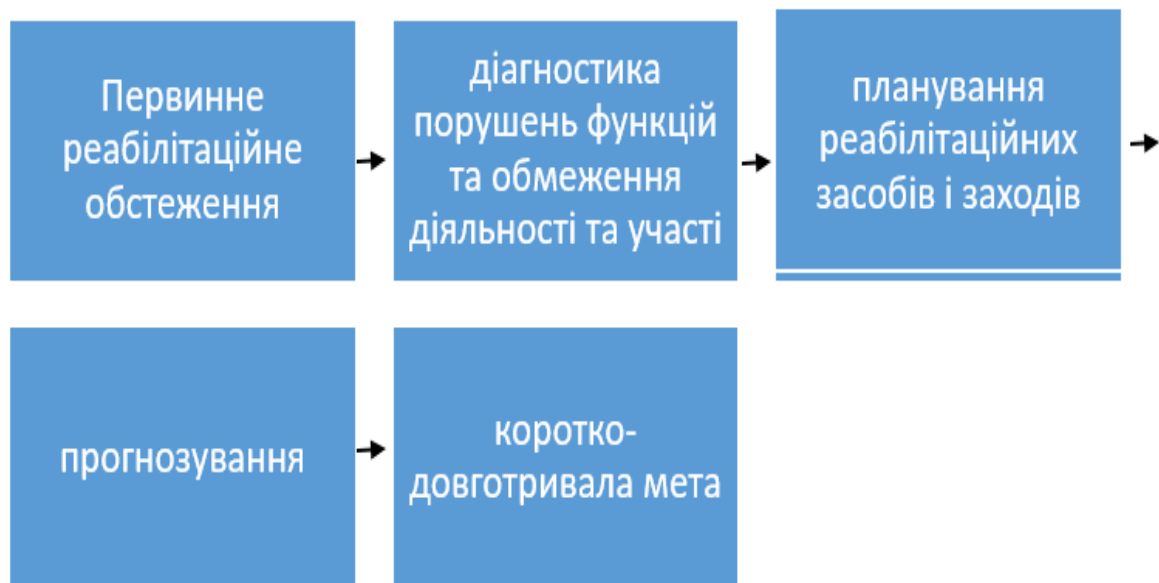 Первинне
реабілітаційне
обстеження
діагностика
порушень функцій
та обмеження
діяльності та участі
планування
реабілітаційних
засобів і заходів
прогнозування
коротко-
довготривала мета